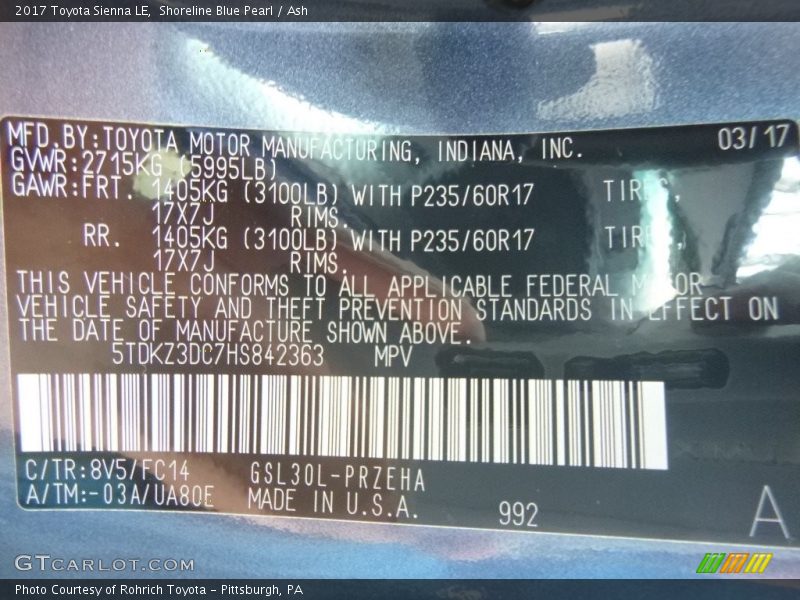 2017 Toyota Sienna LE,  Shoreline Blue Pearl / Ash
MFD.BY:TOYOTA MOTOR MANUFACTURING, INDIANA, INC. 03/17
GVWR:2715KG (5995LB)
GAWR:FRT. 1405KG (3100LB) WITH P235/60R17 TIRES,
17X7J RIMS.
RR. 1405KG (3100LB) WITH P235/60R17 TIRES,
17X7J RIMS.
THIS VEHICLE CONFORMS TO ALL APPLICABLE FEDERAL MOTOR
VEHICLE SAFETY AND THEFT PREVENTION STANDARDS IN EFFECT ON
THE DATE OF MANUFACTURE SHOWN ABOVE.
5TDKZ3DC7HS842363 MPV
C/TR:8V5/FC14 GSL30L-PRZEHA
A/TM:-03A/UA80E MADE IN U.S.A. 992 A
GTCARLOT.COM
Photo Courtesy of Rohrich Toyota - Pittsburgh, PA